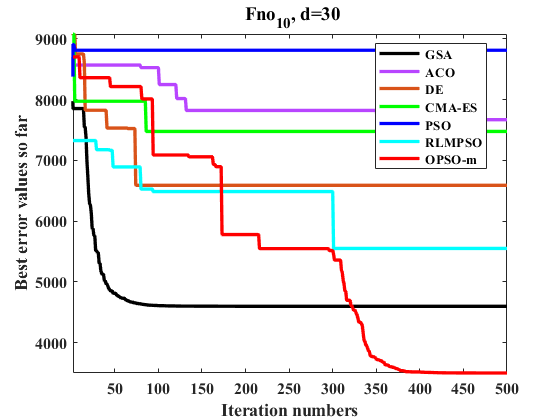 Fno10, d=30
Best error values so far
9000
8000
7000
6000
5000
4000
GSA
ACO
DE
CMA-ES
PSO
RLMPSO
OPSO-m
50 100 150 200 250 300 350 400 450 500
Iteration numbers